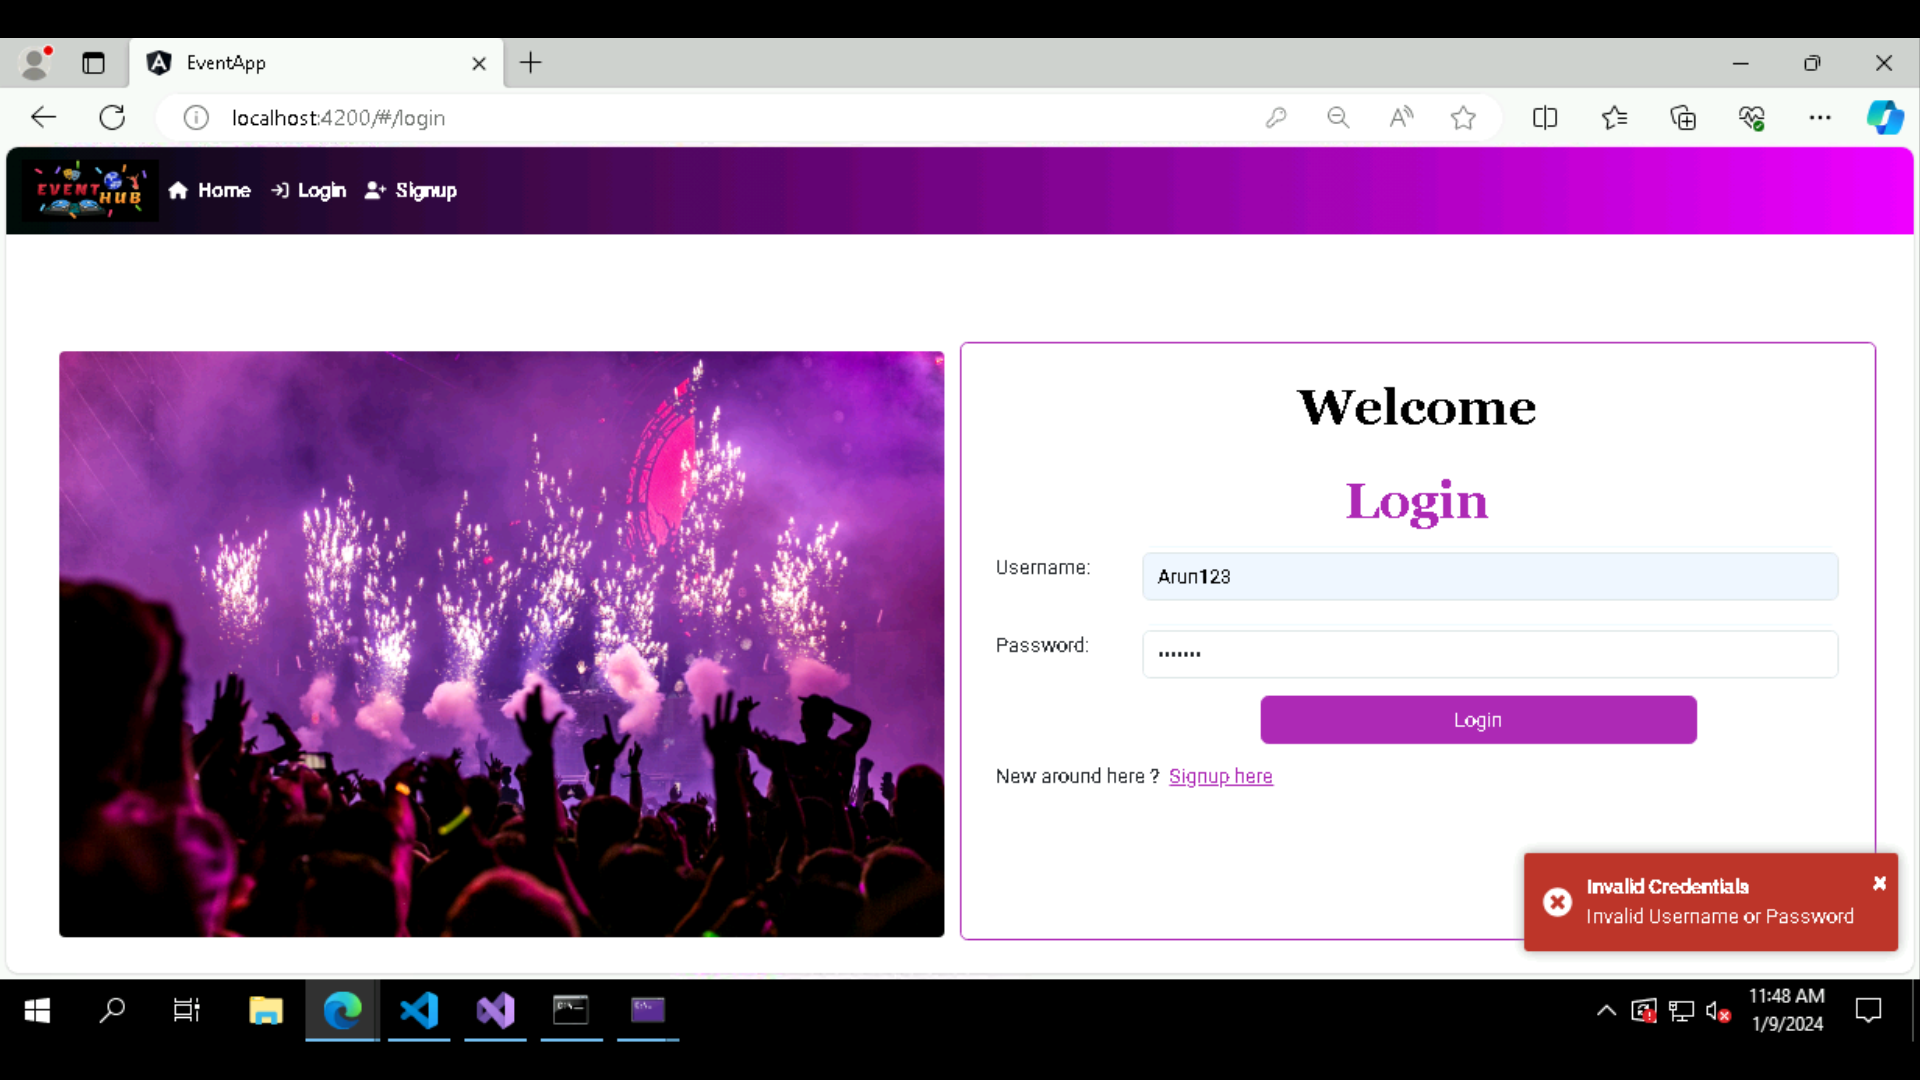 EventApp
localhost:4200/#/login
EVENT HUB
Home Login Signup
Welcome
Login
Username:
Arun123
Password:
•••••••
Login
New around here ? Signup here
Invalid Credentials
Invalid Username or Password
11:48 AM
1/9/2024